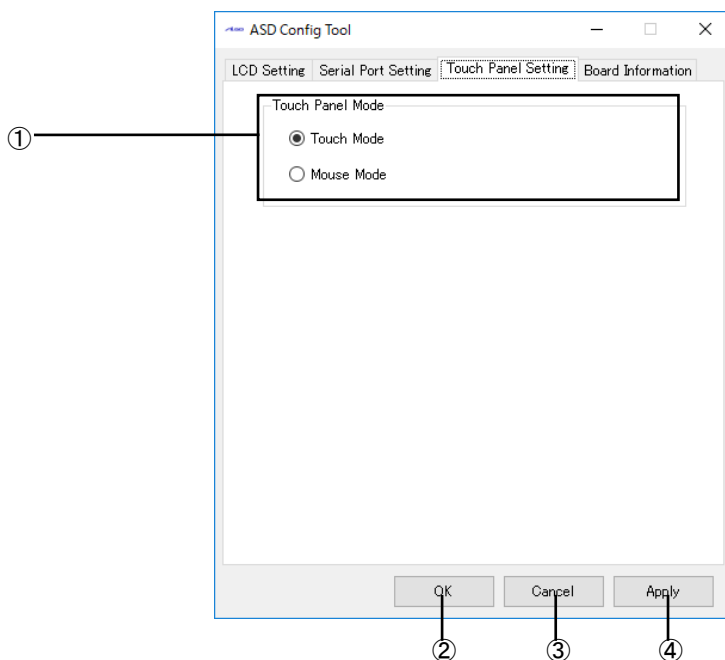 ASD Config Tool
LCD Setting Serial Port Setting Touch Panel Setting Board Information
Touch Panel Mode
① Touch Mode
Mouse Mode
OK Cancel Apply
② ③ ④